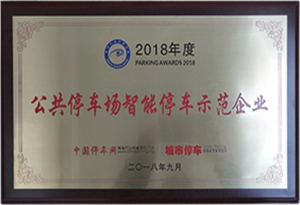 2018年度
PARKING AWARDS 2018
公共停车场智能停车示范企业
中国停车网 城市停车
二〇一八年九月